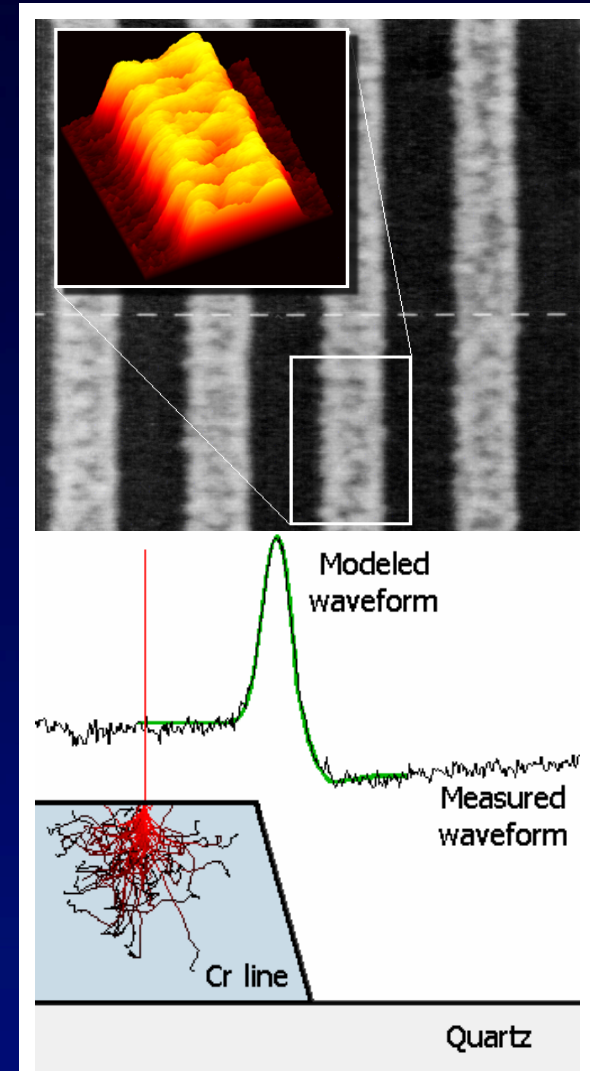 Modeled
waveform
Measured
waveform
Cr line
Quartz